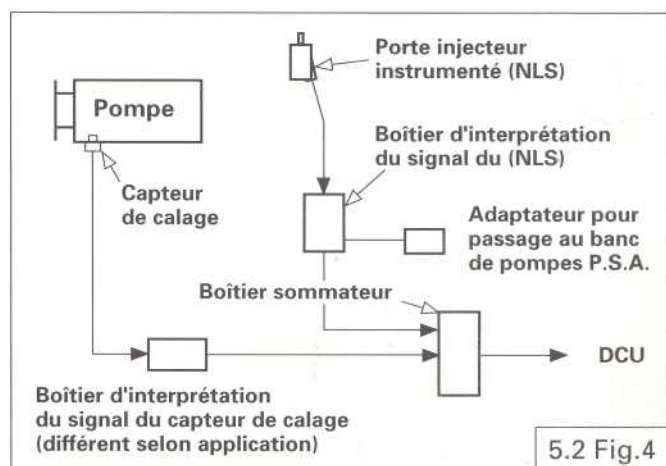 Porte injecteur
instrumenté (NLS)
Pompe
Boîtier d'interprétation
du signal du (NLS)
Capteur
de calage
Adaptateur pour
passage au banc
de pompes P.S.A.
Boîtier sommateur
DCU
Boîtier d'interprétation
du signal du capteur de calage
(différent selon application)
5.2 Fig.4